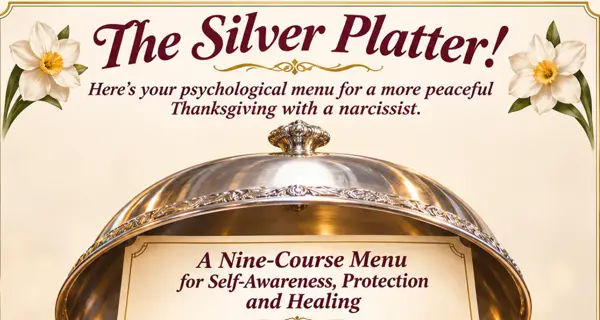 The Silver Platter!
Here's your psychological menu for a more peaceful
Thanksgiving with a narcissist.
A Nine-Course Menu
for Self-Awareness, Protection
and Healing